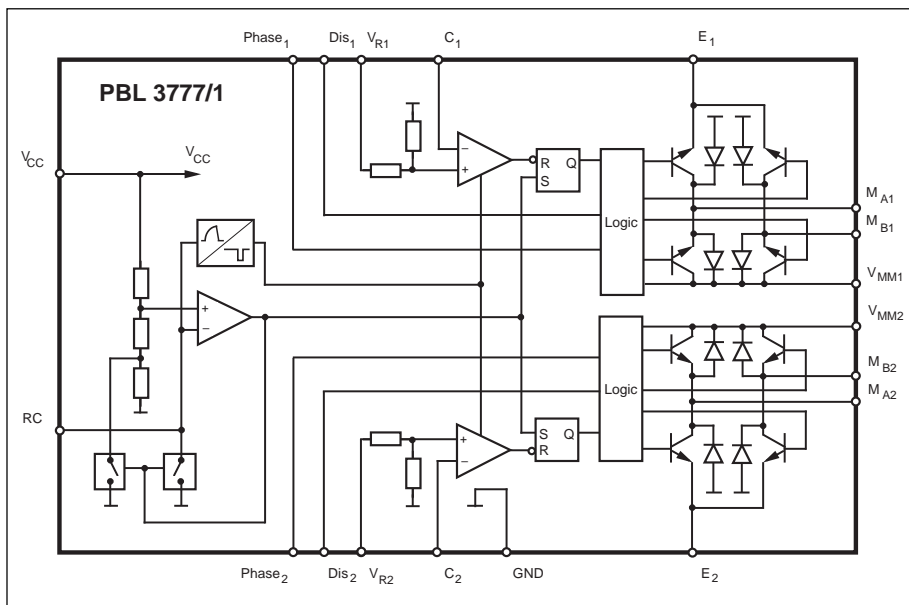 Phase1 Dis1 VR1 C1 E1
PBL 3777/1
VCC VCC
− + R Q S
MA1
MB1
Logic
VMM1
+ −
VMM2
Logic
MB2
MA2
RC
+ − S Q R
Phase2 Dis2 VR2 C2 GND E2